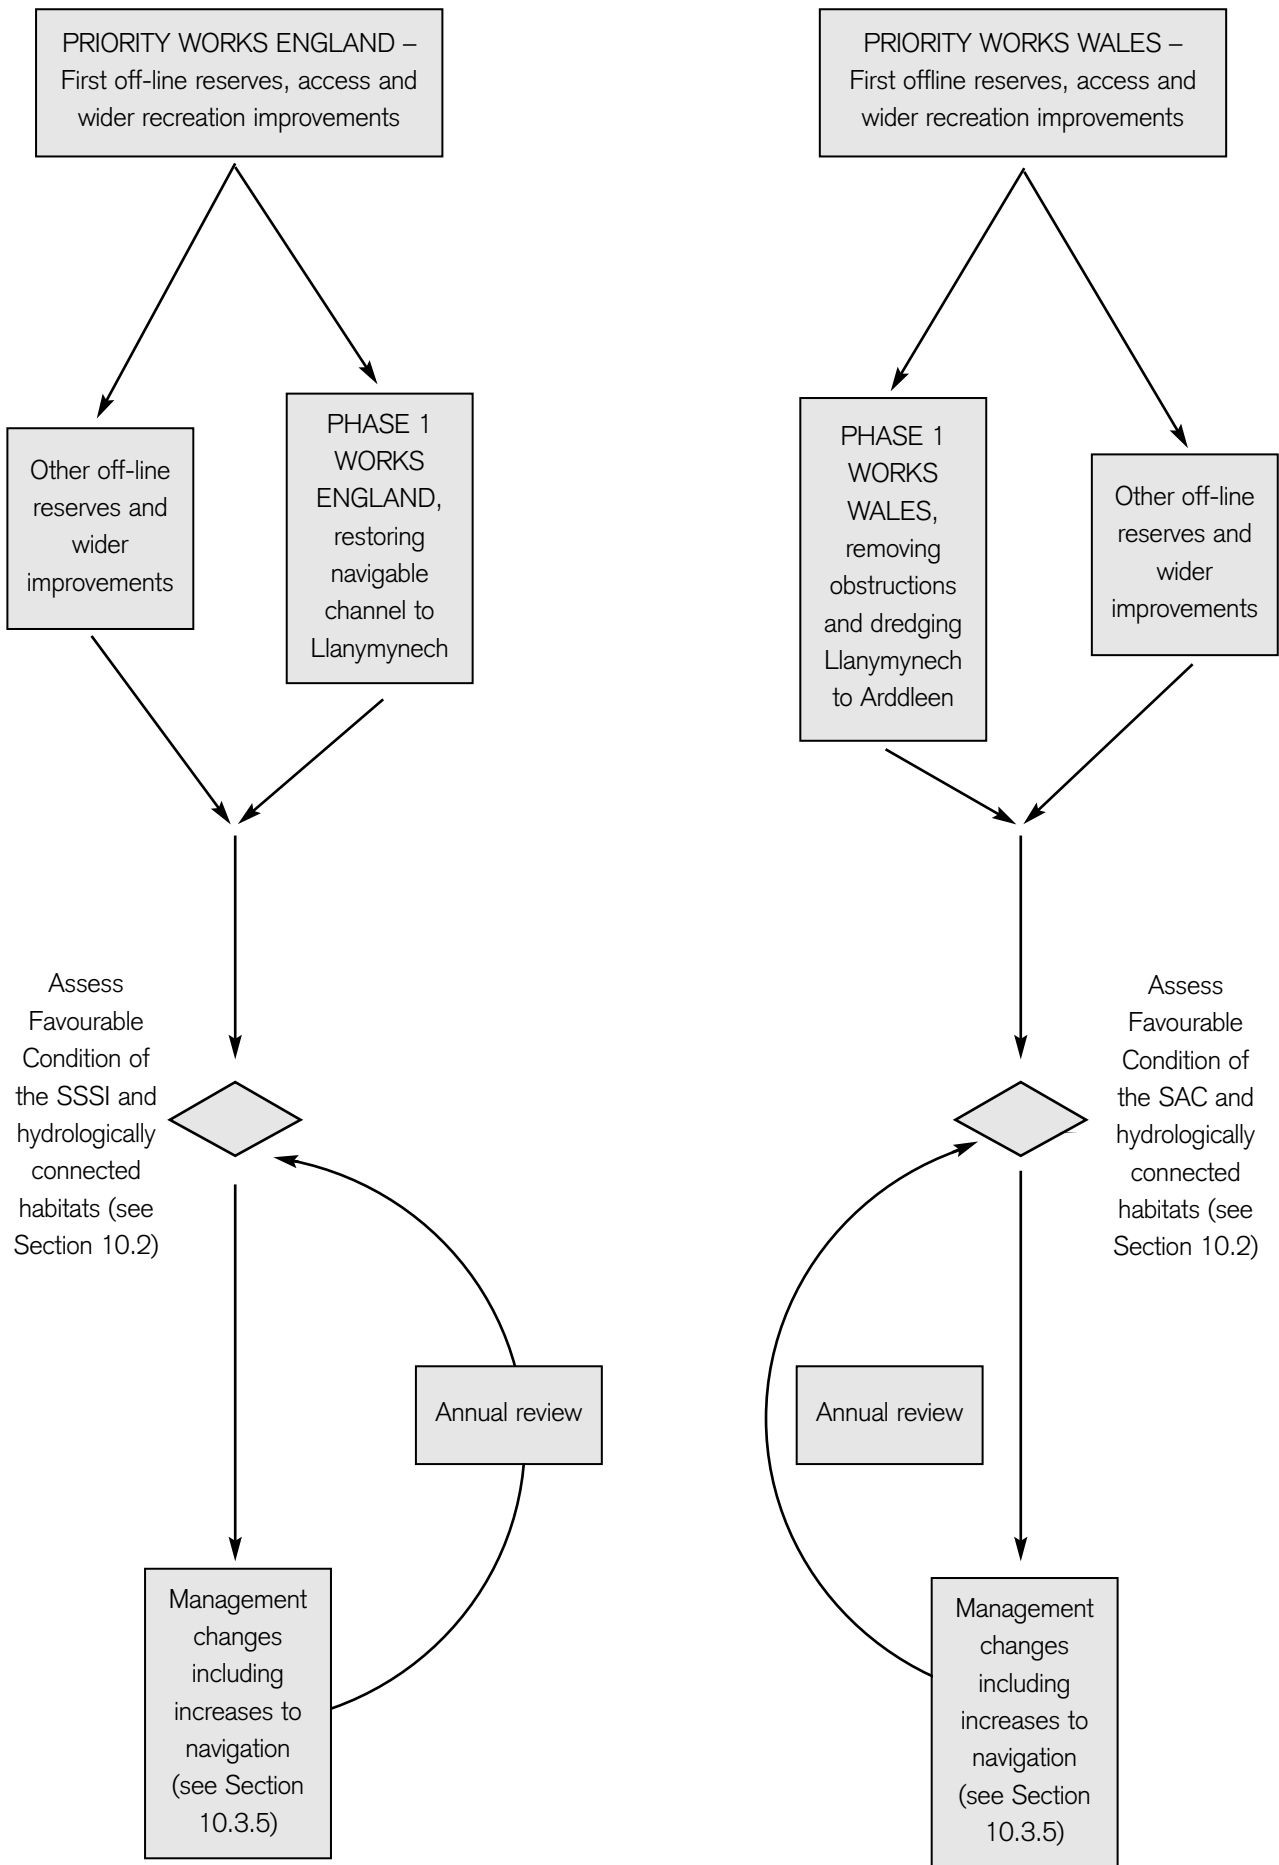 PRIORITY WORKS ENGLAND –
First off-line reserves, access and
wider recreation improvements
PRIORITY WORKS WALES –
First offline reserves, access and
wider recreation improvements
Other off-line
reserves and
wider
improvements
PHASE 1
WORKS
ENGLAND,
restoring
navigable
channel to
Llanymynech
PHASE 1
WORKS
WALES,
removing
obstructions
and dredging
Llanymynech
to Arddleen
Other off-line
reserves and
wider
improvements
Assess
Favourable
Condition of
the SSSI and
hydrologically
connected
habitats (see
Section 10.2)
Assess
Favourable
Condition of
the SAC and
hydrologically
connected
habitats (see
Section 10.2)
Annual review
Annual review
Management
changes
including
increases to
navigation
(see Section
10.3.5)
Management
changes
including
increases to
navigation
(see Section
10.3.5)